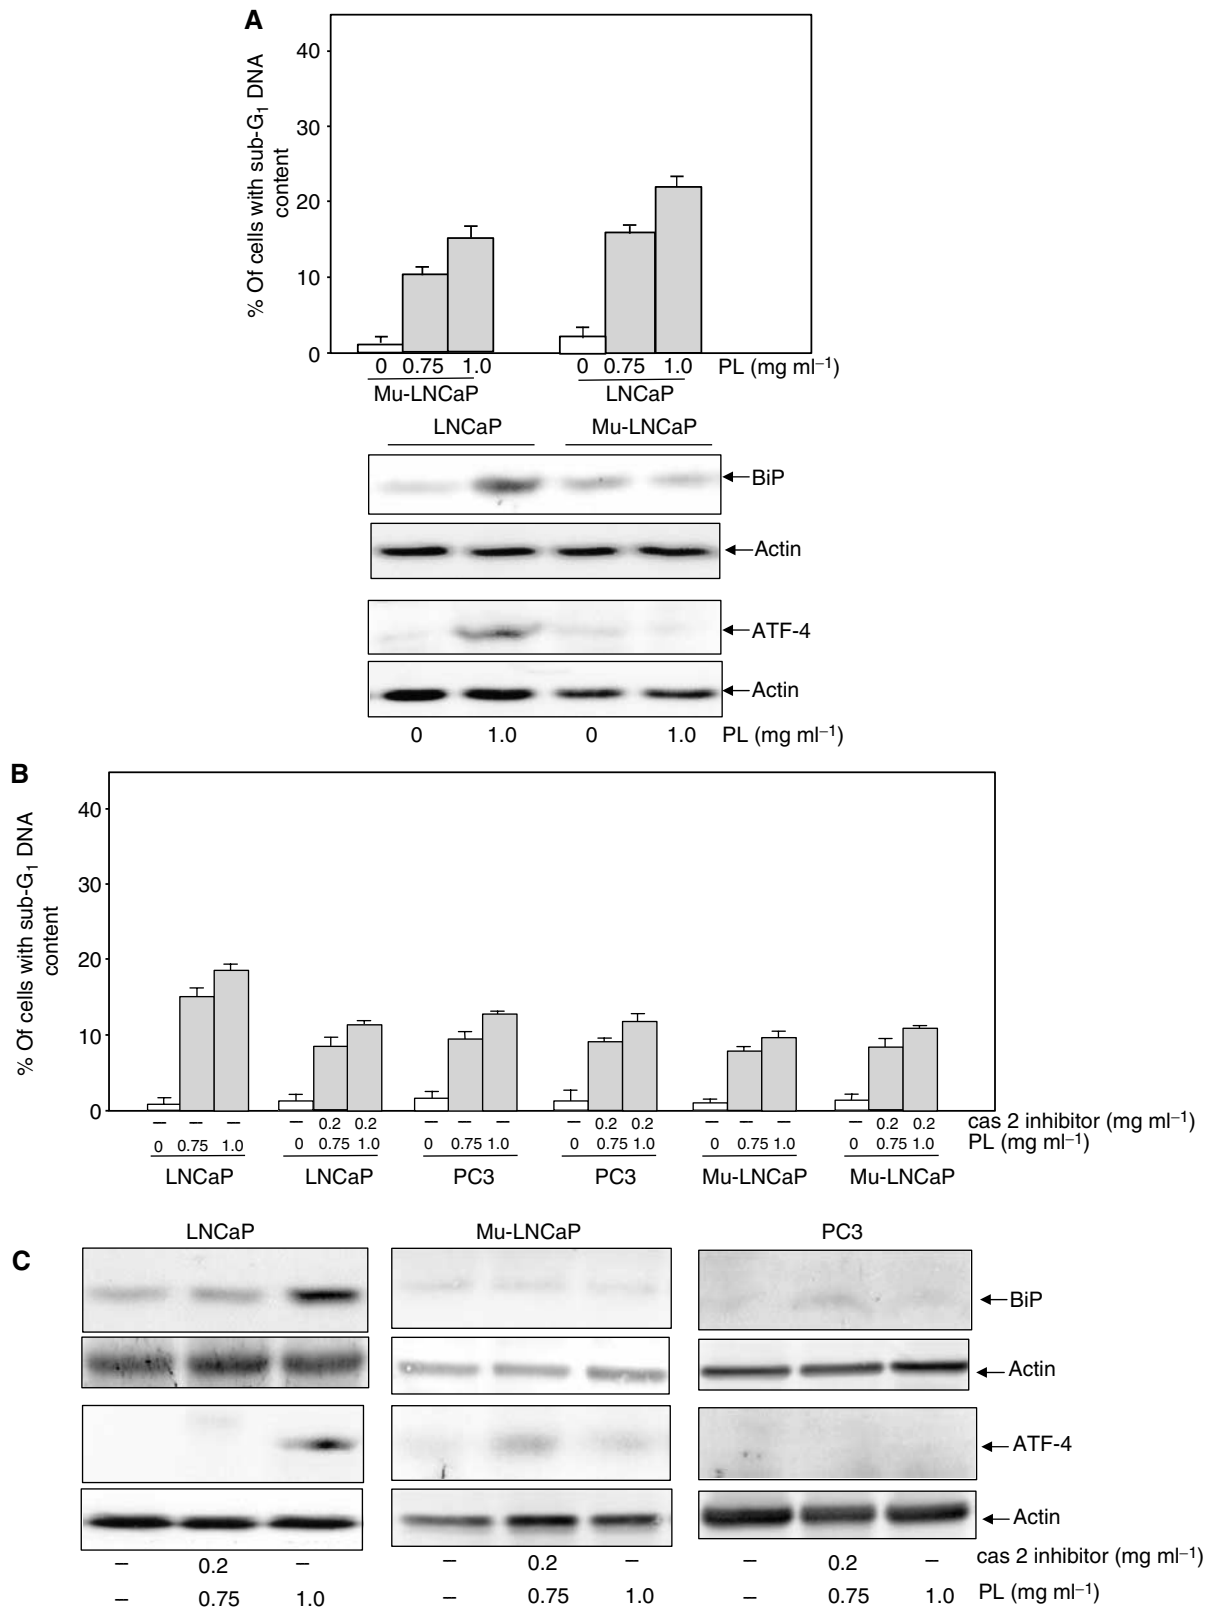 A
% Of cells with sub-G1 DNA
content
40
30
20
10
0
0 0.75 1.0 0 0.75 1.0 PL (mg ml−1)
Mu-LNCaP LNCaP
LNCaP Mu-LNCaP
BiP
Actin
ATF-4
Actin
0 1.0 0 1.0 PL (mg ml−1)
B
% Of cells with sub-G1 DNA
content
40
30
20
10
0
– – – – 0.2 0.2 – – – – 0.2 0.2 – – – – 0.2 0.2 cas 2 inhibitor (mg ml−1)
0 0.75 1.0 0 0.75 1.0 0 0.75 1.0 0 0.75 1.0 0 0.75 1.0 0 0.75 1.0 PL (mg ml−1)
LNCaP LNCaP PC3 PC3 Mu-LNCaP Mu-LNCaP
C
LNCaP Mu-LNCaP PC3
BiP
Actin
ATF-4
Actin
– 0.2 – – 0.2 – – 0.2 – cas 2 inhibitor (mg ml−1)
– 0.75 1.0 – 0.75 1.0 – 0.75 1.0 PL (mg ml−1)